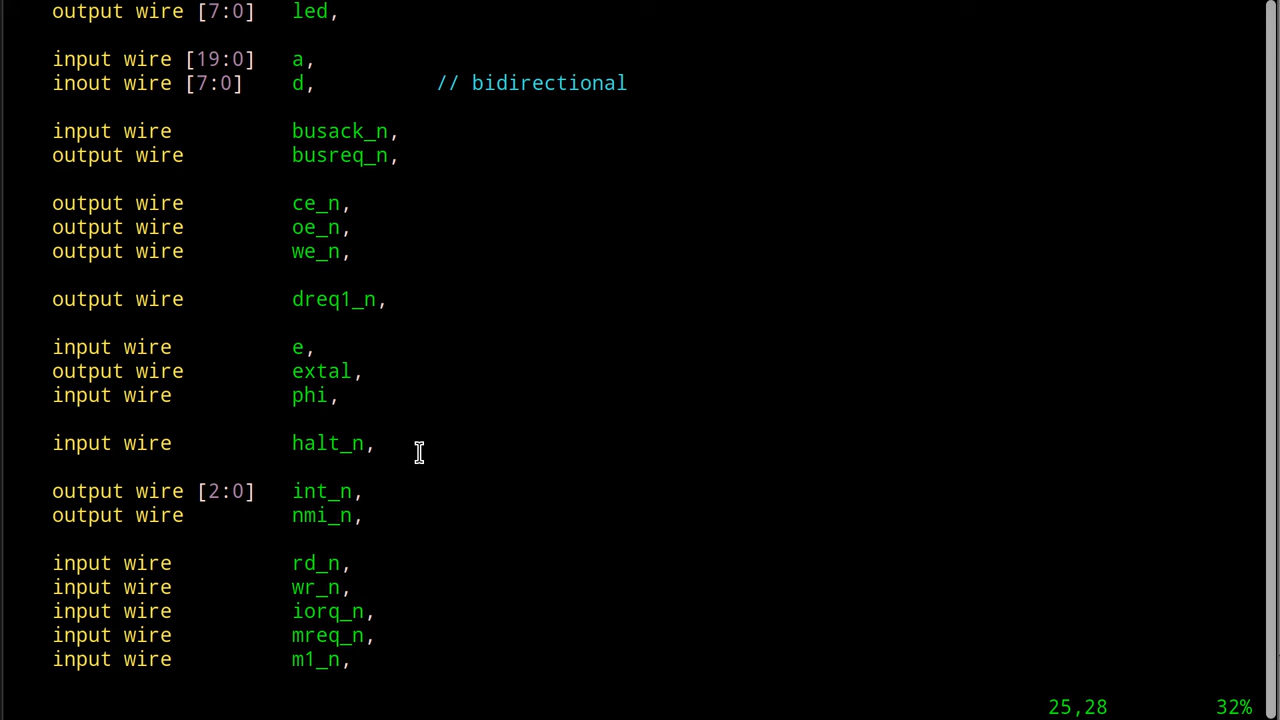 output wire [7:0]   led,
input wire [19:0]   a,
inout wire [7:0]    d,          // bidirectional
input wire          busack_n,
output wire         busreq_n,
output wire         ce_n,
output wire         oe_n,
output wire         we_n,
output wire         dreq1_n,
input wire          e,
output wire         extal,
input wire          phi,
input wire          halt_n,
output wire [2:0]   int_n,
output wire         nmi_n,
input wire          rd_n,
input wire          wr_n,
input wire          iorq_n,
input wire          mreq_n,
input wire          m1_n,
25,28         32%